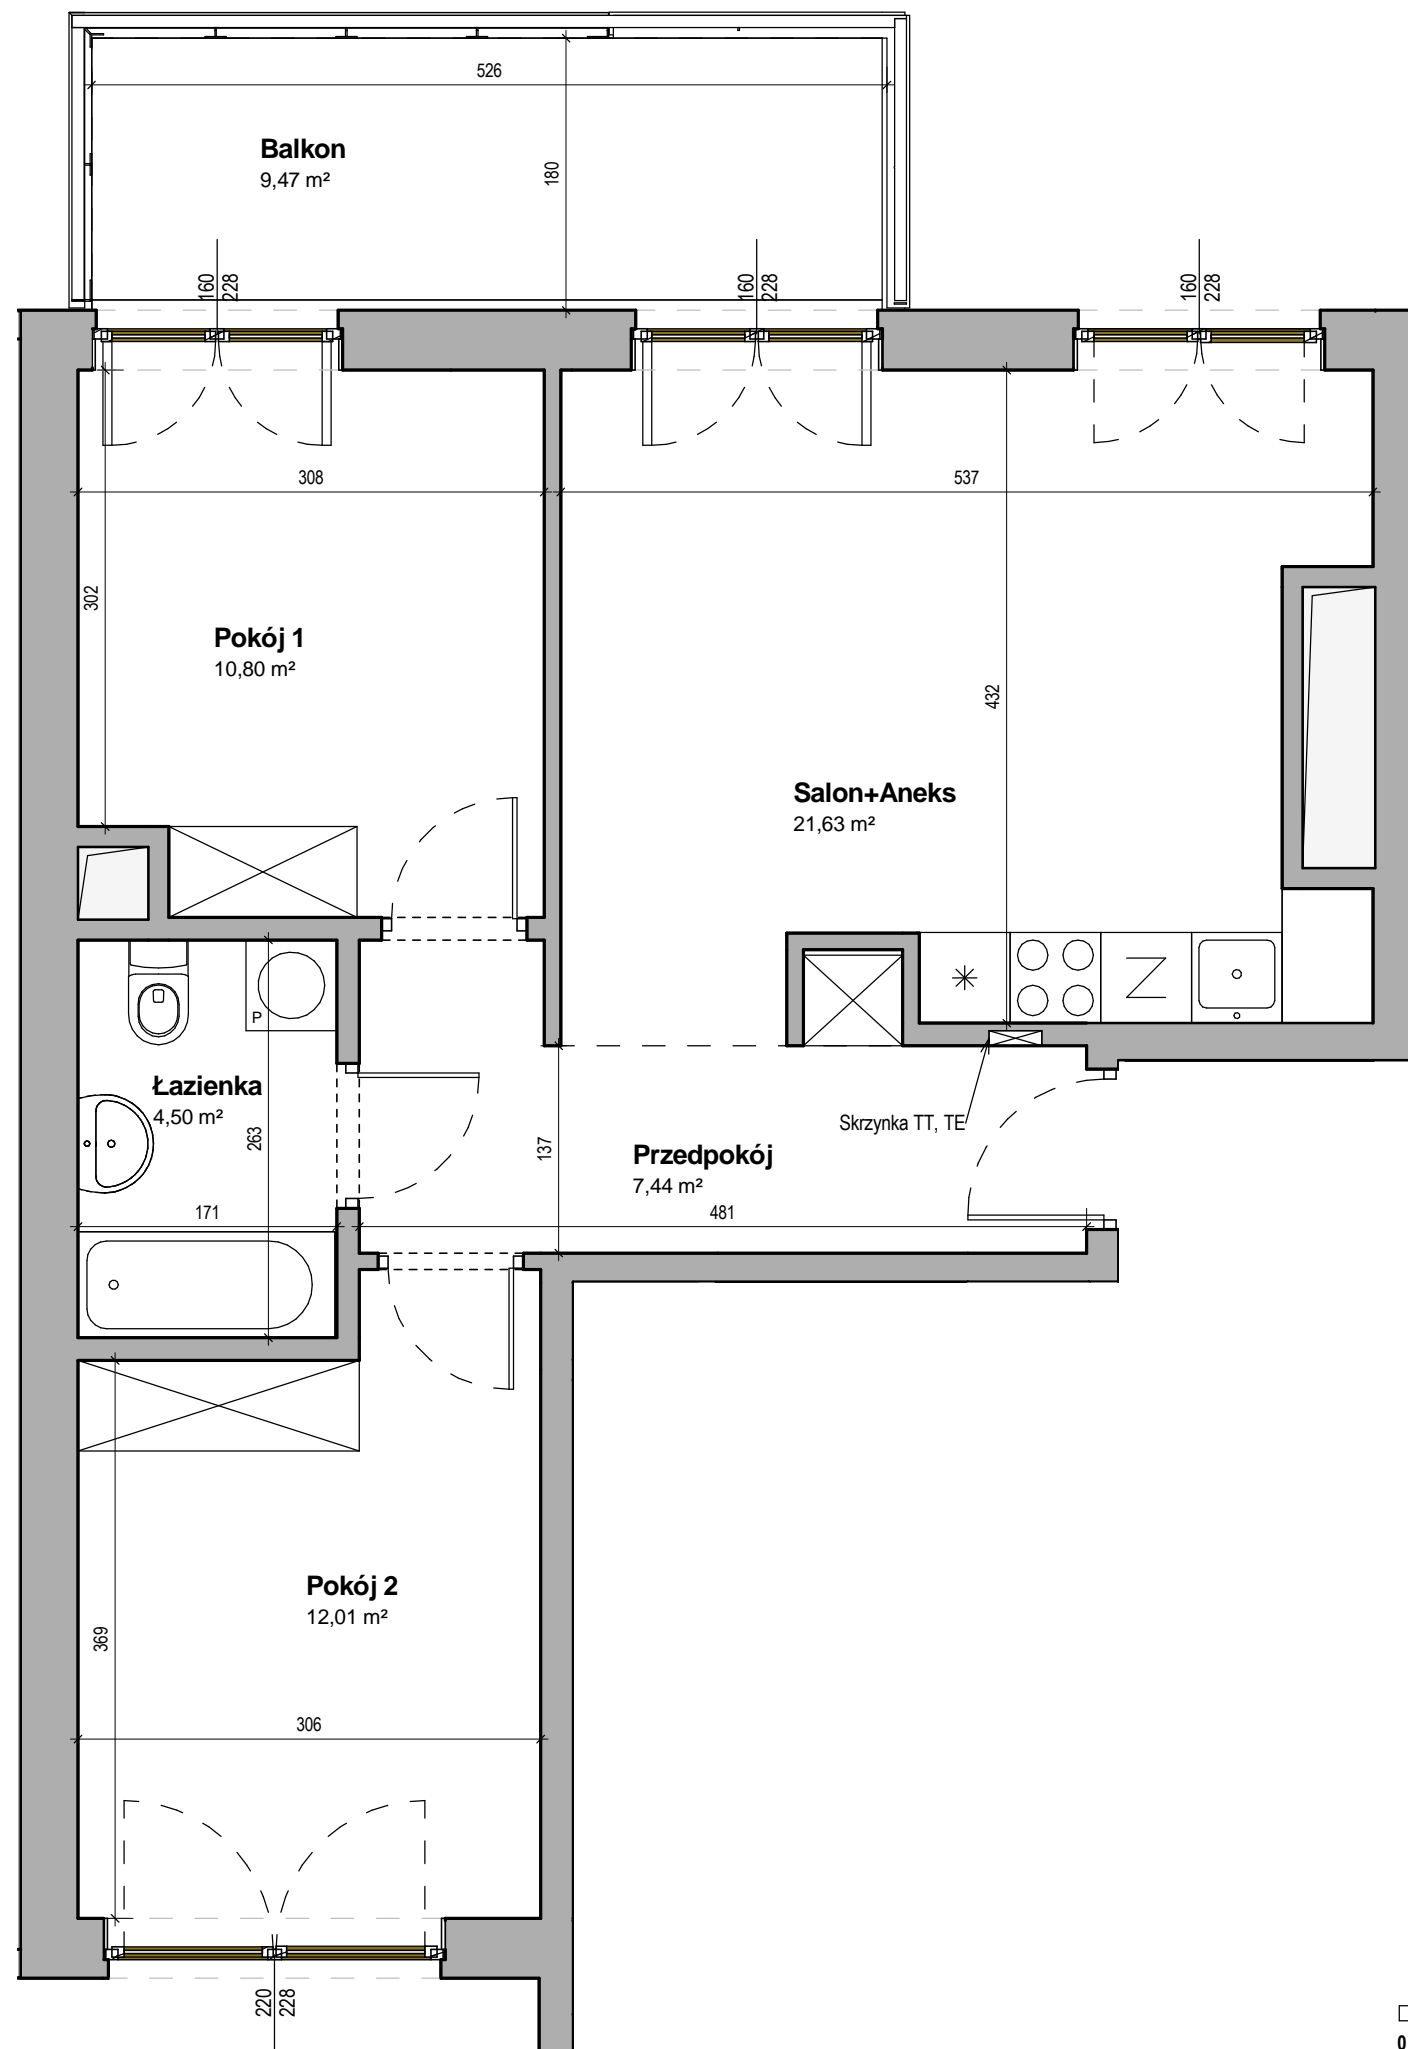 526
Balkon
9,47 m²
180
160
228
160
228
160
228
308
537
302
Pokój 1
10,80 m²
432
Salon+Aneks
21,63 m²
P
Łazienka
4,50 m²
263
Skrzynka TT, TE
137
Przedpokój
7,44 m²
171
481
Pokój 2
12,01 m²
369
306
220
228
0